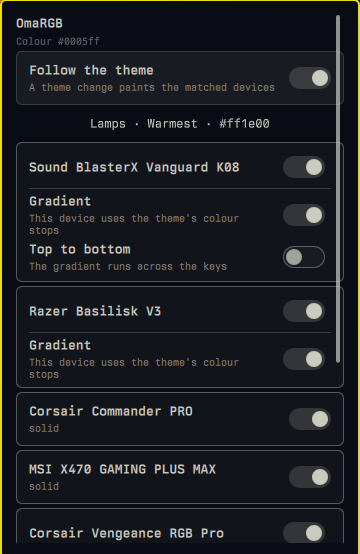 OmaRGB
Colour #0005ff
Follow the theme
A theme change paints the matched devices
Lamps · Warmest · #ff1e00
Sound BlasterX Vanguard K08
Gradient
This device uses the theme's colour
stops
Top to bottom
The gradient runs across the keys
Razer Basilisk V3
Gradient
This device uses the theme's colour
stops
Corsair Commander PRO
solid
MSI X470 GAMING PLUS MAX
solid
Corsair Vengeance RGB Pro